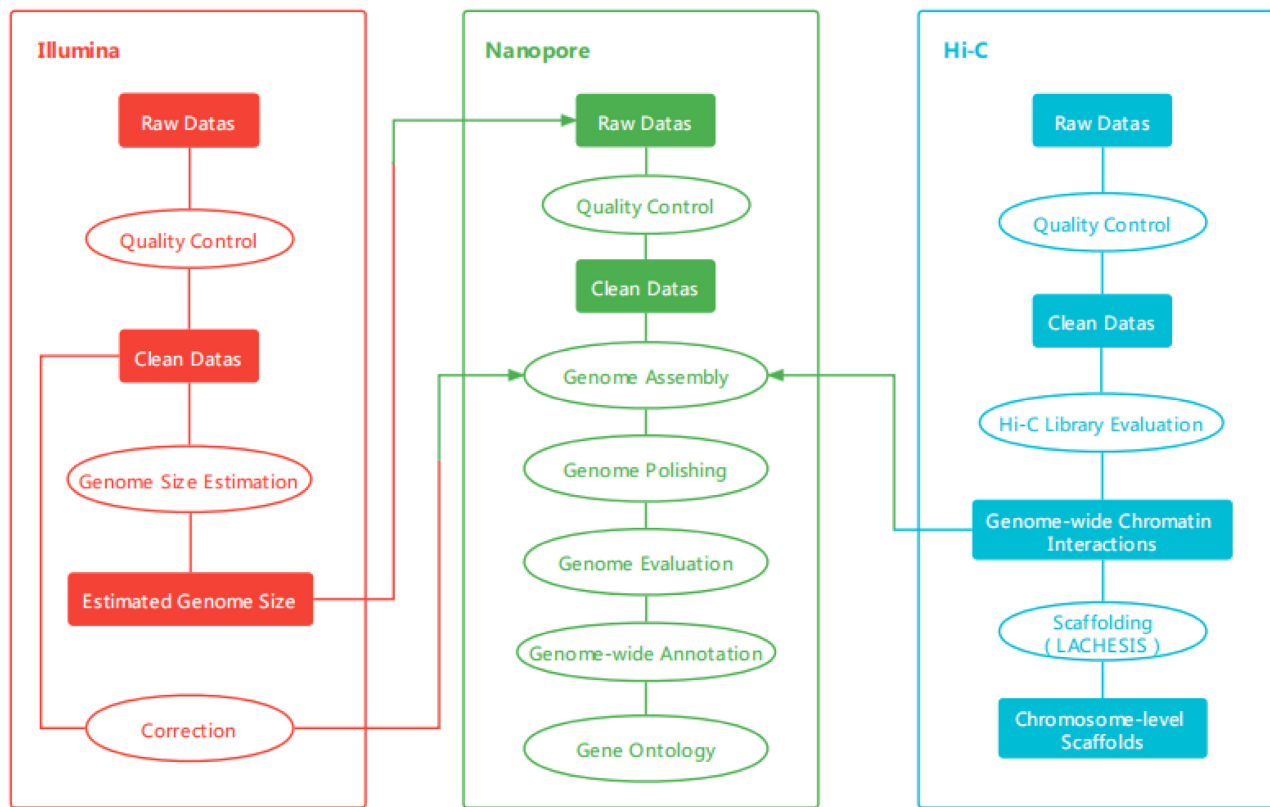 Illumina
Raw Datas
Quality Control
Clean Datas
Genome Size Estimation
Estimated Genome Size
Correction
Nanopore
Raw Datas
Quality Control
Clean Datas
Genome Assembly
Genome Polishing
Genome Evaluation
Genome-wide Annotation
Gene Ontology
Hi-C
Raw Datas
Quality Control
Clean Datas
Hi-C Library Evaluation
Genome-wide Chromatin
Interactions
Scaffolding
( LACHESIS )
Chromosome-level
Scaffolds